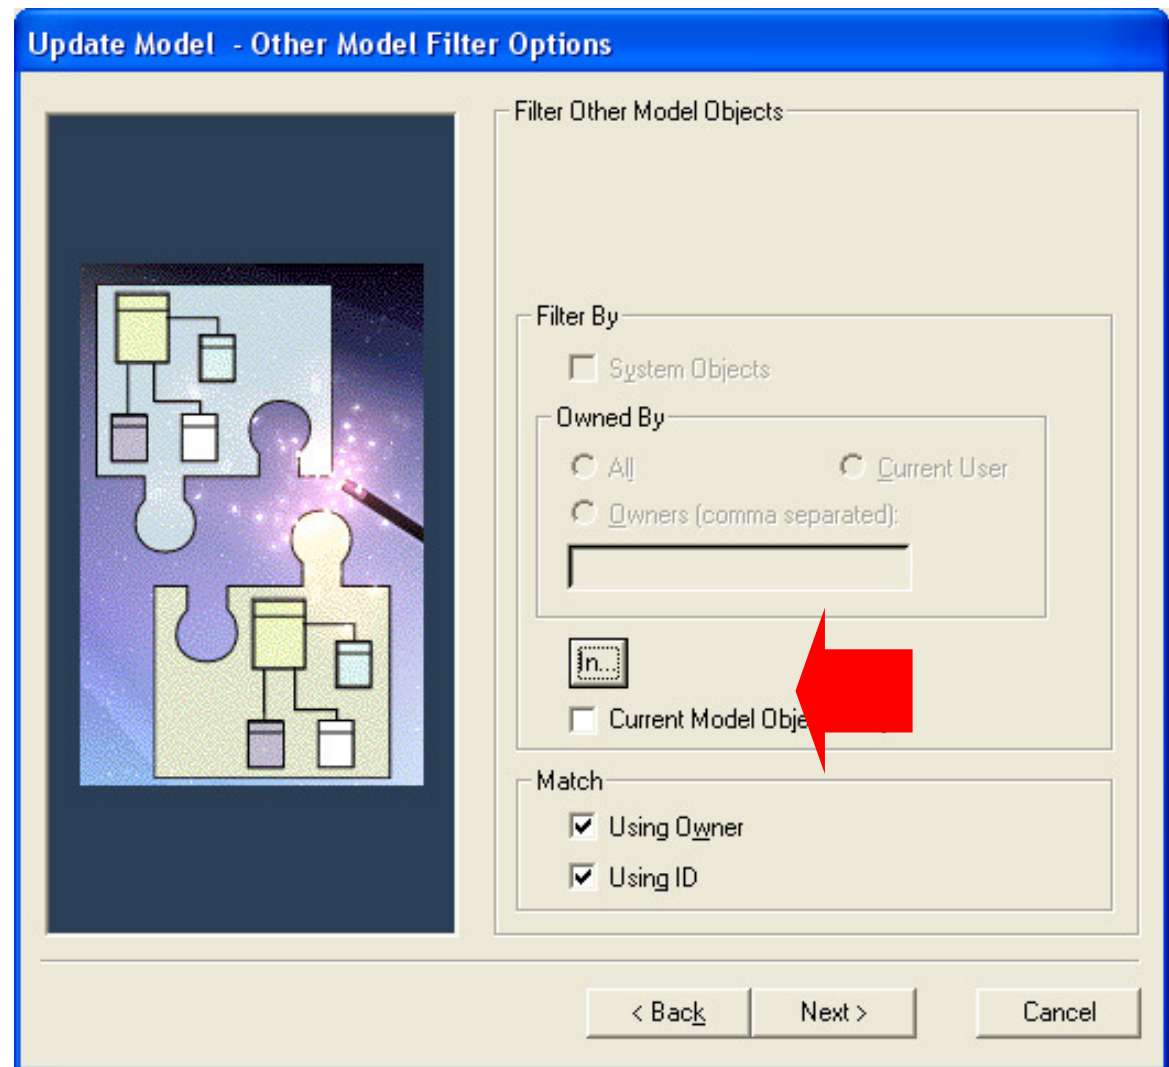 Update Model - Other Model Filter Options
Filter Other Model Objects
Filter By
System Objects
Owned By
All
Current User
Owners (comma separated):
In...
Current Model
Match
Using Owner
Using ID
< Back
Next >
Cancel